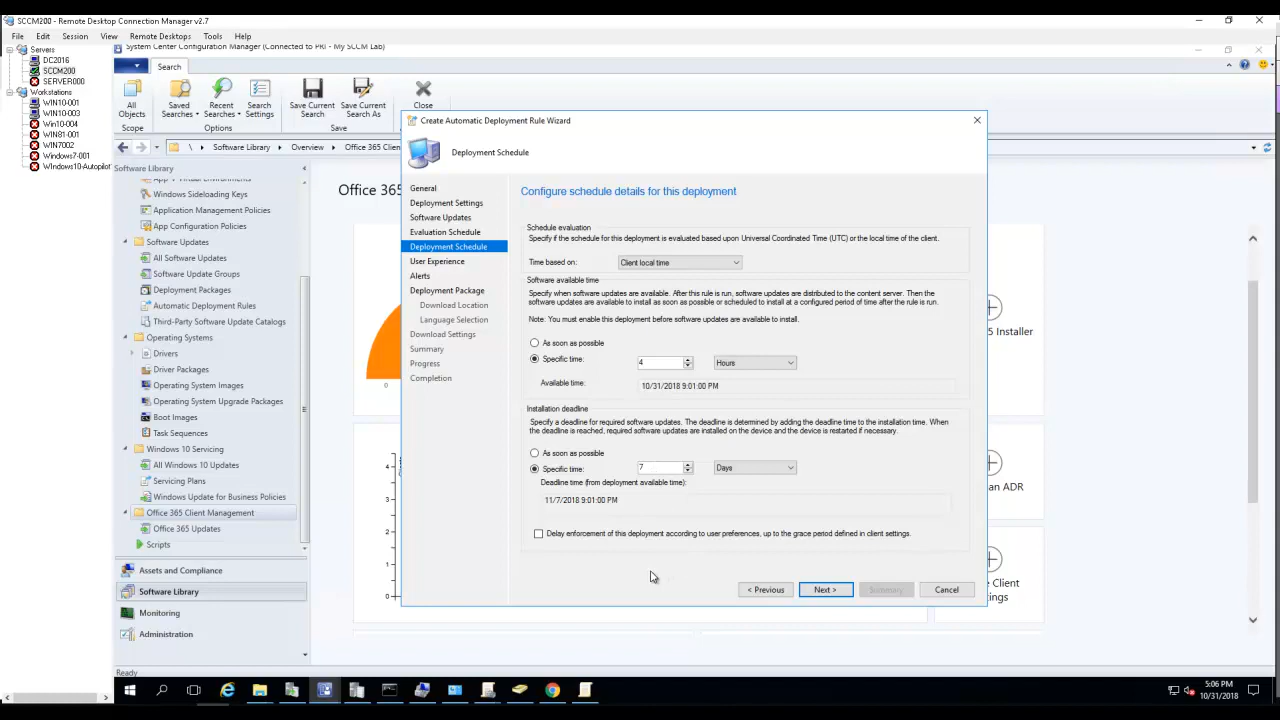 SCCM200 - Remote Desktop Connection Manager v2.7
File Edit Session View Remote Desktops Tools Help
System Center Configuration Manager (Connected to PRI - My SCCM Lab)
Servers
DC2016
SCCM200
SERVER000
Workstations
WIN10-001
WIN10-003
Win10-004
WIN81-001
WIN7002
Windows7-001
WIndows10-Autopilot
Search
All Objects
Saved Searches
Recent Searches
Search Settings
Save Current Search
Save Current Search As
Close
Scope Options Save
\ Software Library Overview Office 365 Clien
Software Library
Windows Sideloading Keys
Application Management Policies
App Configuration Policies
Software Updates
All Software Updates
Software Update Groups
Deployment Packages
Automatic Deployment Rules
Third-Party Software Update Catalogs
Operating Systems
Drivers
Driver Packages
Operating System Images
Operating System Upgrade Packages
Boot Images
Task Sequences
Windows 10 Servicing
All Windows 10 Updates
Servicing Plans
Windows Update for Business Policies
Office 365 Client Management
Office 365 Updates
Scripts
Assets and Compliance
Software Library
Monitoring
Administration
Ready
Office 365
0
4
3
2
1
0
5 Installer
an ADR
e Client
tings
Create Automatic Deployment Rule Wizard
Deployment Schedule
General
Deployment Settings
Software Updates
Evaluation Schedule
Deployment Schedule
User Experience
Alerts
Deployment Package
Download Location
Language Selection
Download Settings
Summary
Progress
Completion
Configure schedule details for this deployment
Schedule evaluation
Specify if the schedule for this deployment is evaluated based upon Universal Coordinated Time (UTC) or the local time of the client.
Time based on: Client local time
Software available time
Specify when software updates are available. After this rule is run, software updates are distributed to the content server. Then the
software updates are available to install as soon as possible or scheduled to install at a configured period of time after the rule is run.
Note: You must enable this deployment before software updates are available to install.
As soon as possible
Specific time: 4 Hours
Available time: 10/31/2018 9:01:00 PM
Installation deadline
Specify a deadline for required software updates. The deadline is determined by adding the deadline time to the installation time. When
the deadline is reached, required software updates are installed on the device and the device is restarted if necessary.
As soon as possible
Specific time: 7 Days
Deadline time (from deployment available time):
11/7/2018 9:01:00 PM
Delay enforcement of this deployment according to user preferences, up to the grace period defined in client settings.
< Previous Next > Summary Cancel
5:06 PM
10/31/2018